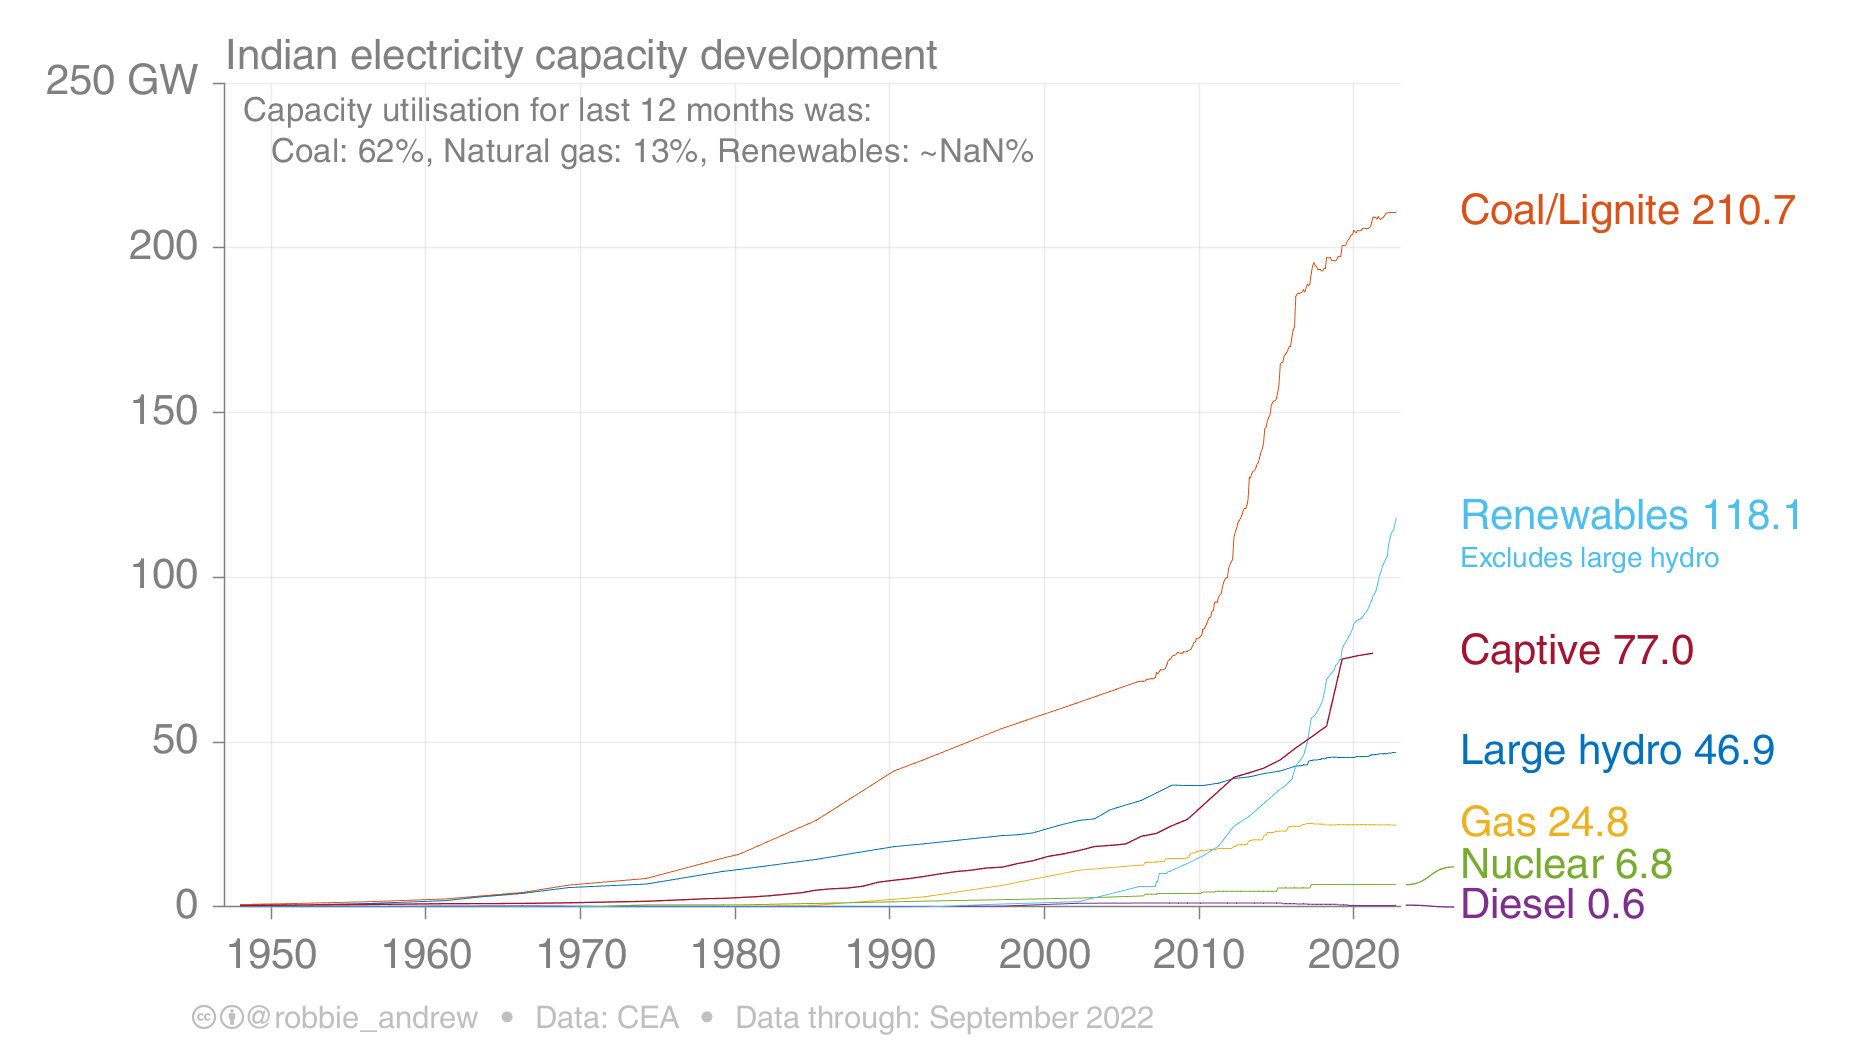 Indian electricity capacity development
250 GW
Capacity utilisation for last 12 months was:
Coal: 62%, Natural gas: 13%, Renewables: ~NaN%
Coal/Lignite 210.7
200
150
Renewables 118.1
Excludes large hydro
100
Captive 77.0
50
Large hydro 46.9
Gas 24.8
Nuclear 6.8
Diesel 0.6
0
1950 1960 1970 1980 1990 2000 2010 2020
cc @robbie_andrew • Data: CEA • Data through: September 2022